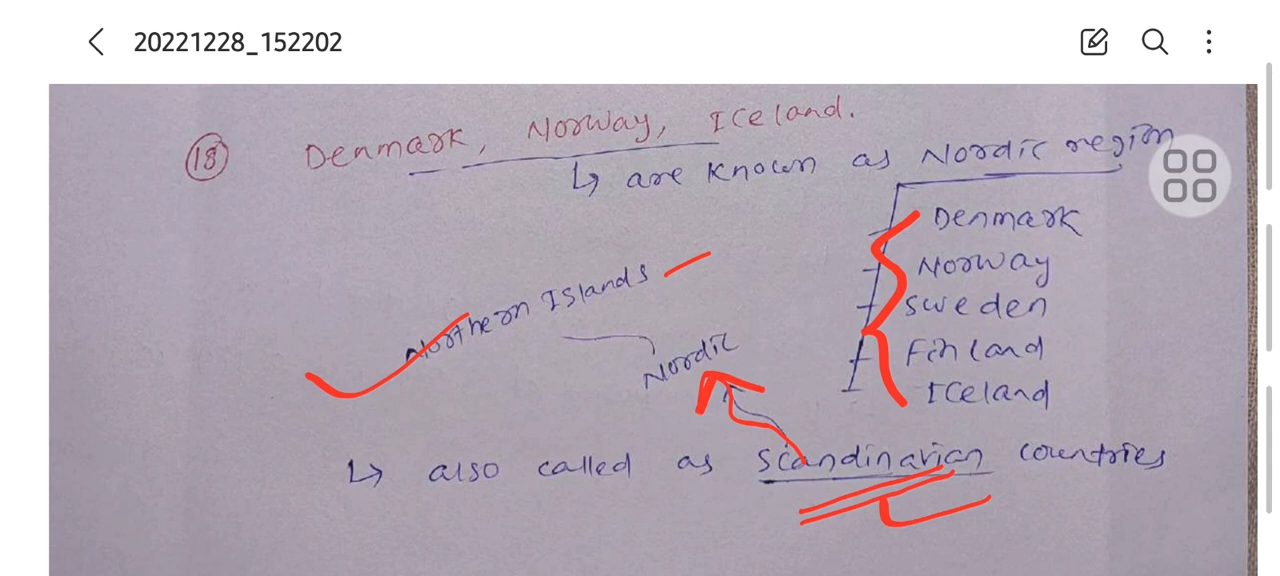 20221228_152202
18 Denmark, Norway, Iceland.
↳ are known as Nordic region
Denmark
Norway
Sweden
Finland
Iceland
Northern Islands
Nordic
↳ also called as Scandinavian countries